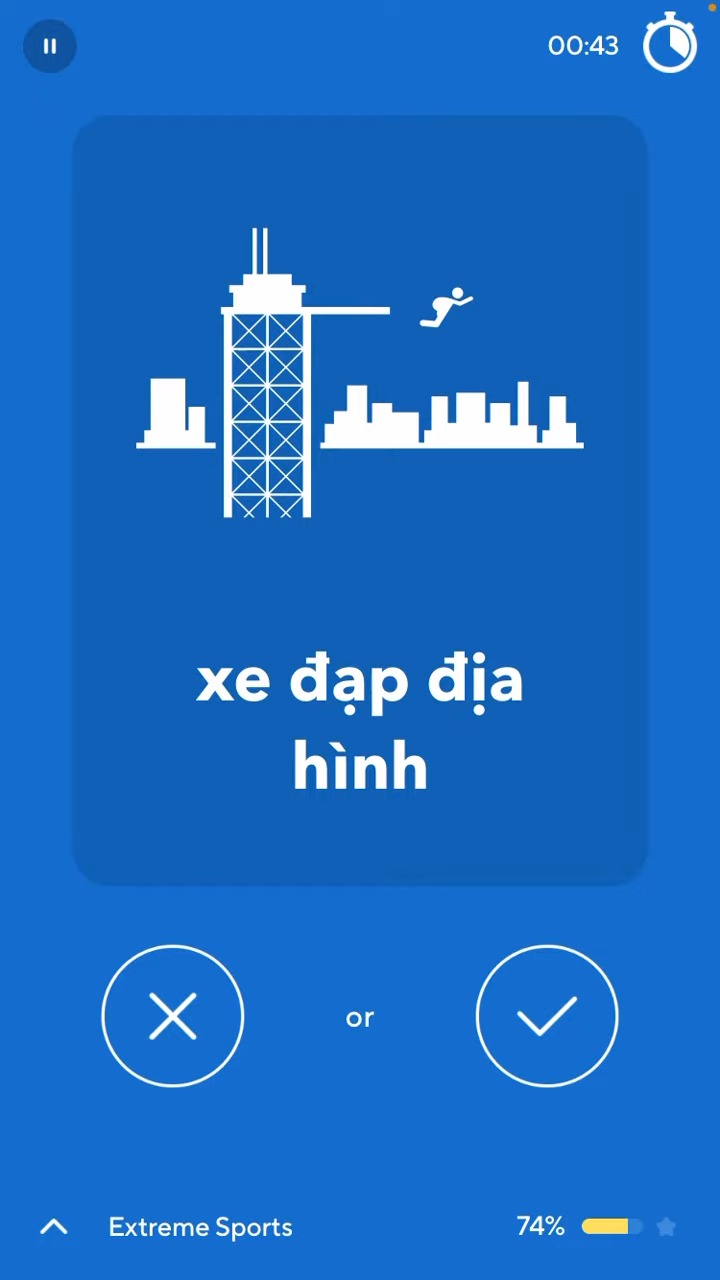 00:43
xe đạp địa
hình
or
Extreme Sports
74%